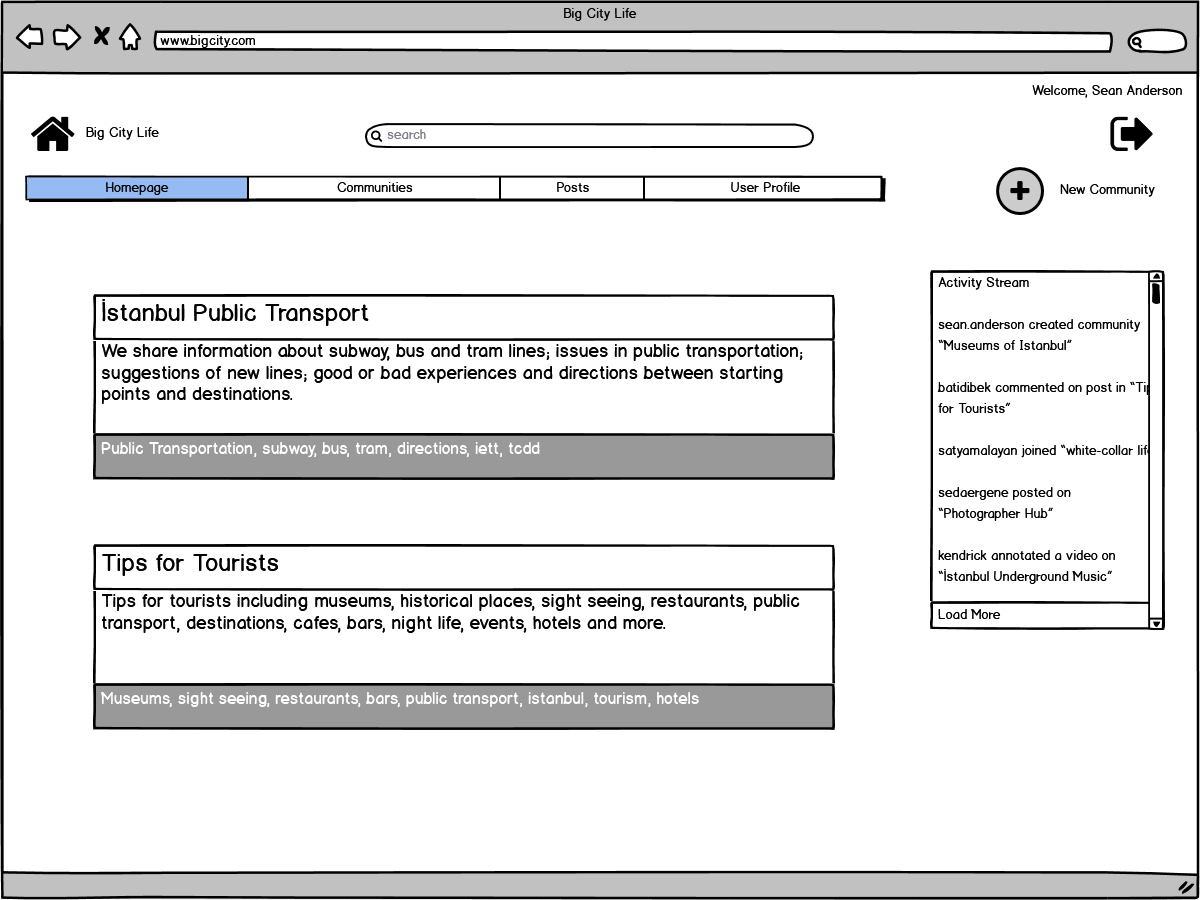 Big City Life
www.bigcity.com
Welcome, Sean Anderson
Big City Life
search
Homepage Communities Posts User Profile
New Community
İstanbul Public Transport
We share information about subway, bus and tram lines; issues in public transportation;
suggestions of new lines; good or bad experiences and directions between starting
points and destinations.
Public Transportation, subway, bus, tram, directions, iett, tcdd
Tips for Tourists
Tips for tourists including museums, historical places, sight seeing, restaurants, public
transport, destinations, cafes, bars, night life, events, hotels and more.
Museums, sight seeing, restaurants, bars, public transport, istanbul, tourism, hotels
Activity Stream
sean.anderson created community
"Museums of Istanbul"
batidibek commented on post in "Tip
for Tourists"
satyamalayan joined "white-collar life
sedaergene posted on
"Photographer Hub"
kendrick annotated a video on
"İstanbul Underground Music"
Load More